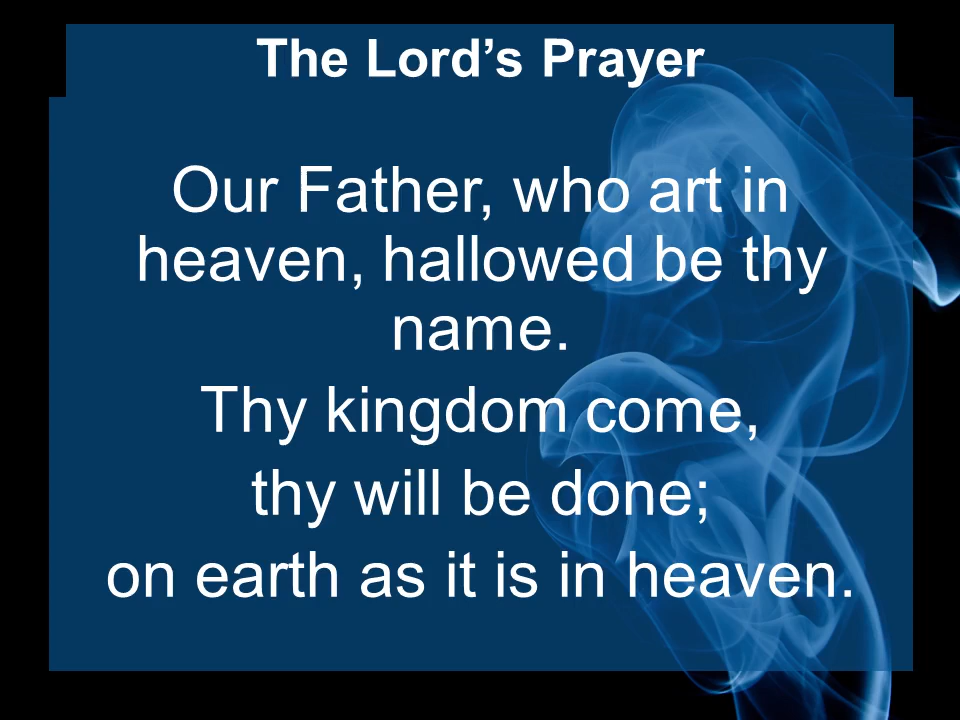 The Lord’s Prayer
Our Father, who art in
heaven, hallowed be thy
name.
Thy kingdom come,
thy will be done;
on earth as it is in heaven.